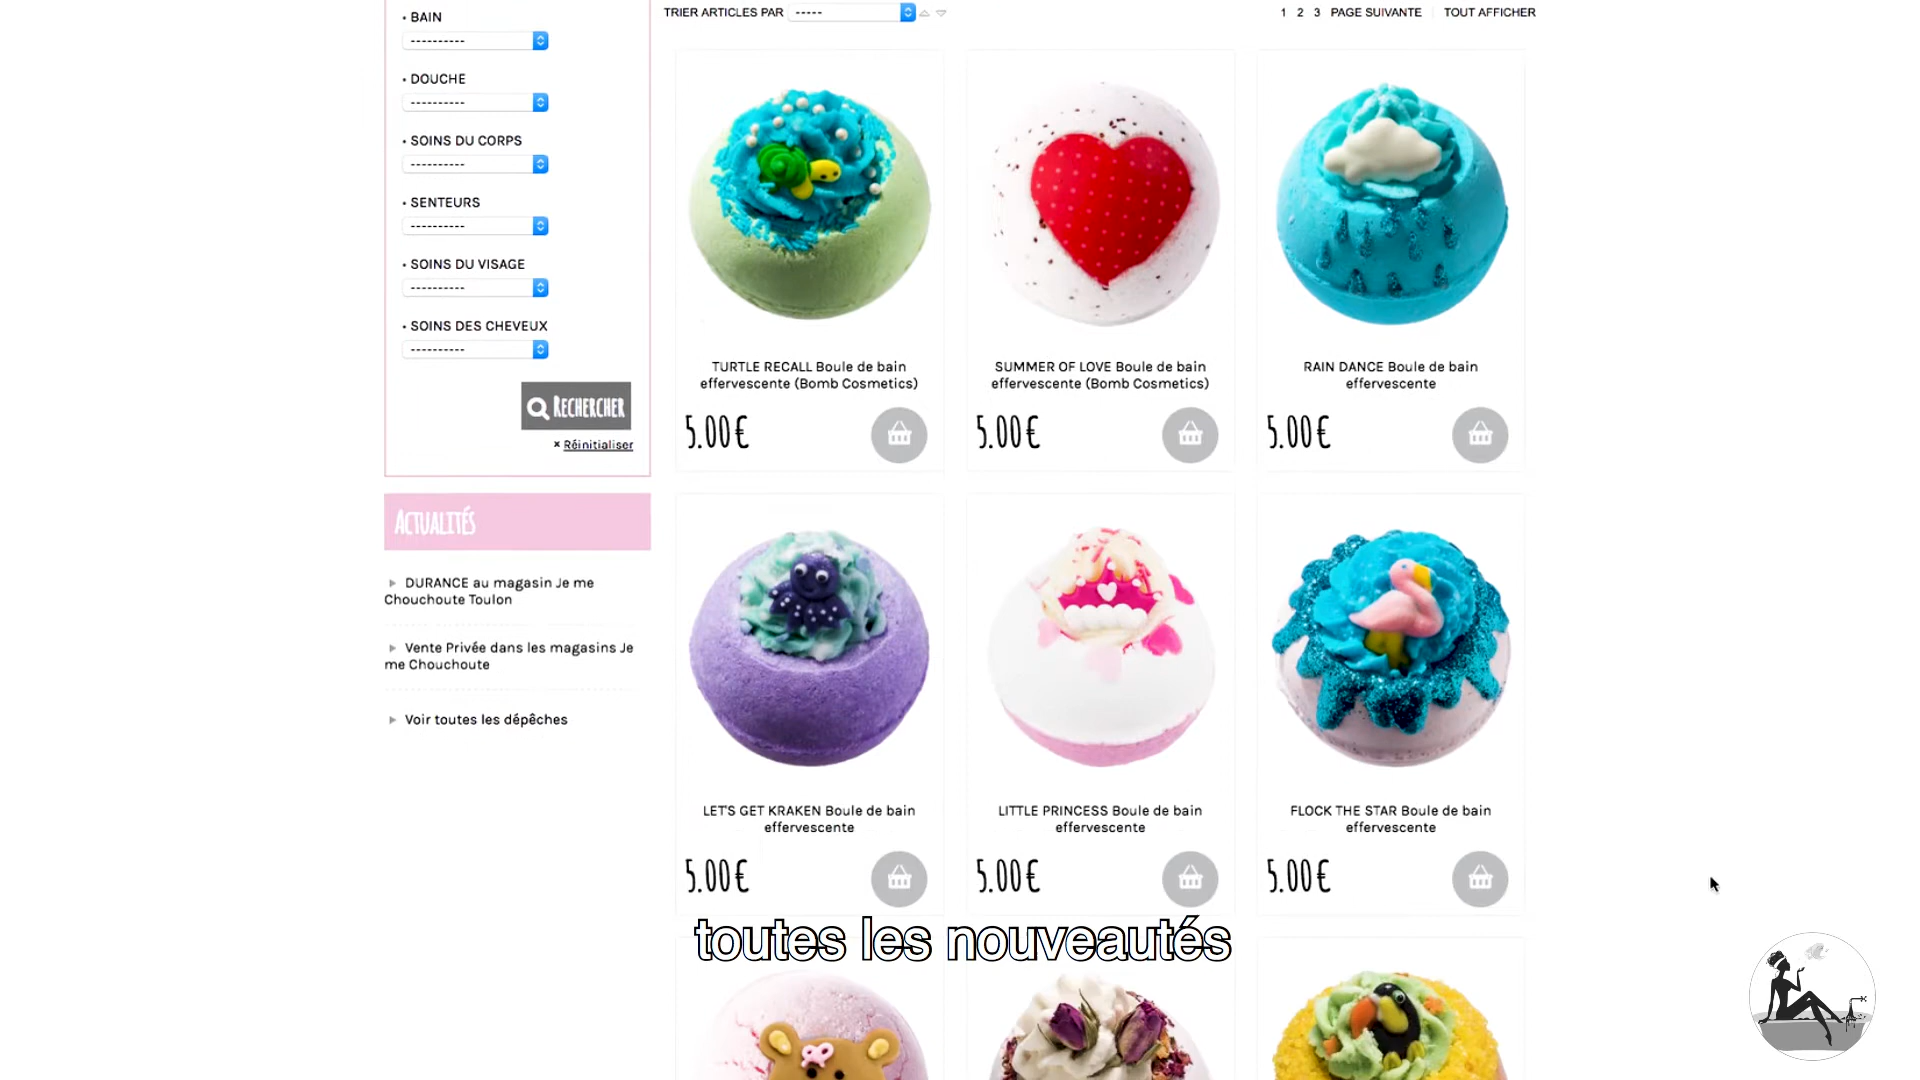 • BAIN
----------
• DOUCHE
----------
• SOINS DU CORPS
----------
• SENTEURS
----------
• SOINS DU VISAGE
----------
• SOINS DES CHEVEUX
----------
RECHERCHER
× Réinitialiser
ACTUALITÉS
DURANCE au magasin Je me
Chouchoute Toulon
Vente Privée dans les magasins Je
me Chouchoute
Voir toutes les dépêches
TRIER ARTICLES PAR -----
1 2 3 PAGE SUIVANTE TOUT AFFICHER
TURTLE RECALL Boule de bain
effervescente (Bomb Cosmetics)
5.00 €
SUMMER OF LOVE Boule de bain
effervescente (Bomb Cosmetics)
5.00 €
RAIN DANCE Boule de bain
effervescente
5.00 €
LET'S GET KRAKEN Boule de bain
effervescente
5.00 €
LITTLE PRINCESS Boule de bain
effervescente
5.00 €
FLOCK THE STAR Boule de bain
effervescente
5.00 €
toutes les nouveautés